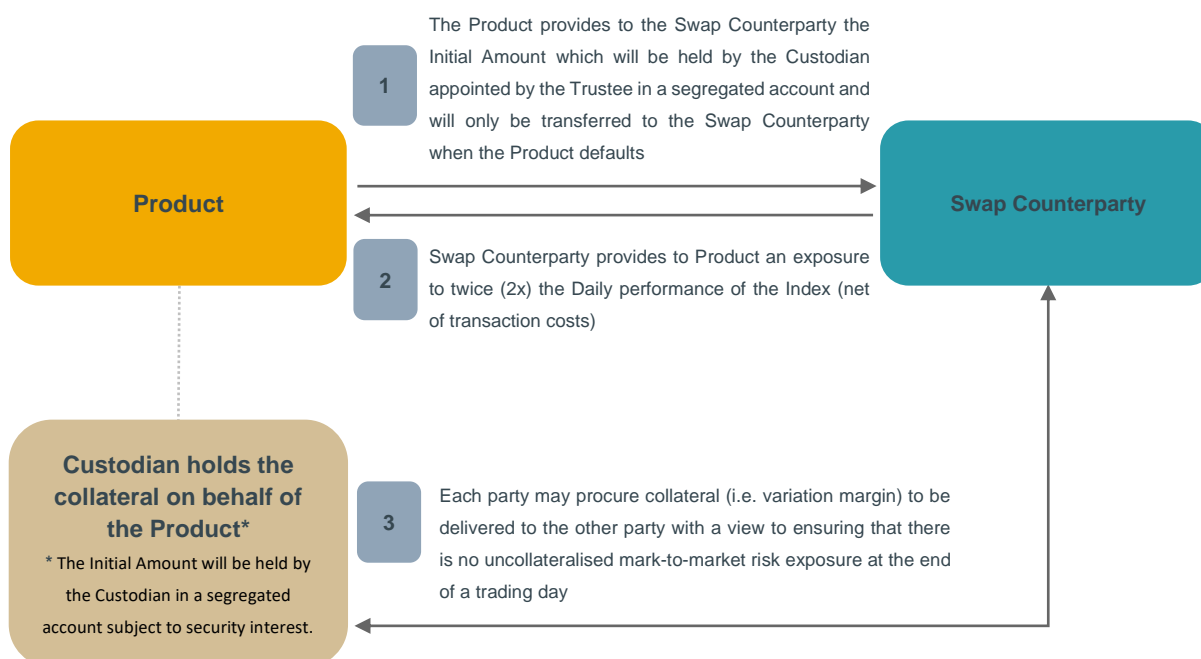 The Product provides to the Swap Counterparty the
Initial Amount which will be held by the Custodian
1
appointed by the Trustee in a segregated account and
will only be transferred to the Swap Counterparty
when the Product defaults
Product
Swap Counterparty
2
Swap Counterparty provides to Product an exposure
to twice (2x) the Daily performance of the Index (net
of transaction costs)
Custodian holds the
collateral on behalf of
the Product*
* The Initial Amount will be held by
the Custodian in a segregated
account subject to security interest.
3
Each party may procure collateral (i.e. variation margin) to be
delivered to the other party with a view to ensuring that there
is no uncollateralised mark-to-market risk exposure at the end
of a trading day